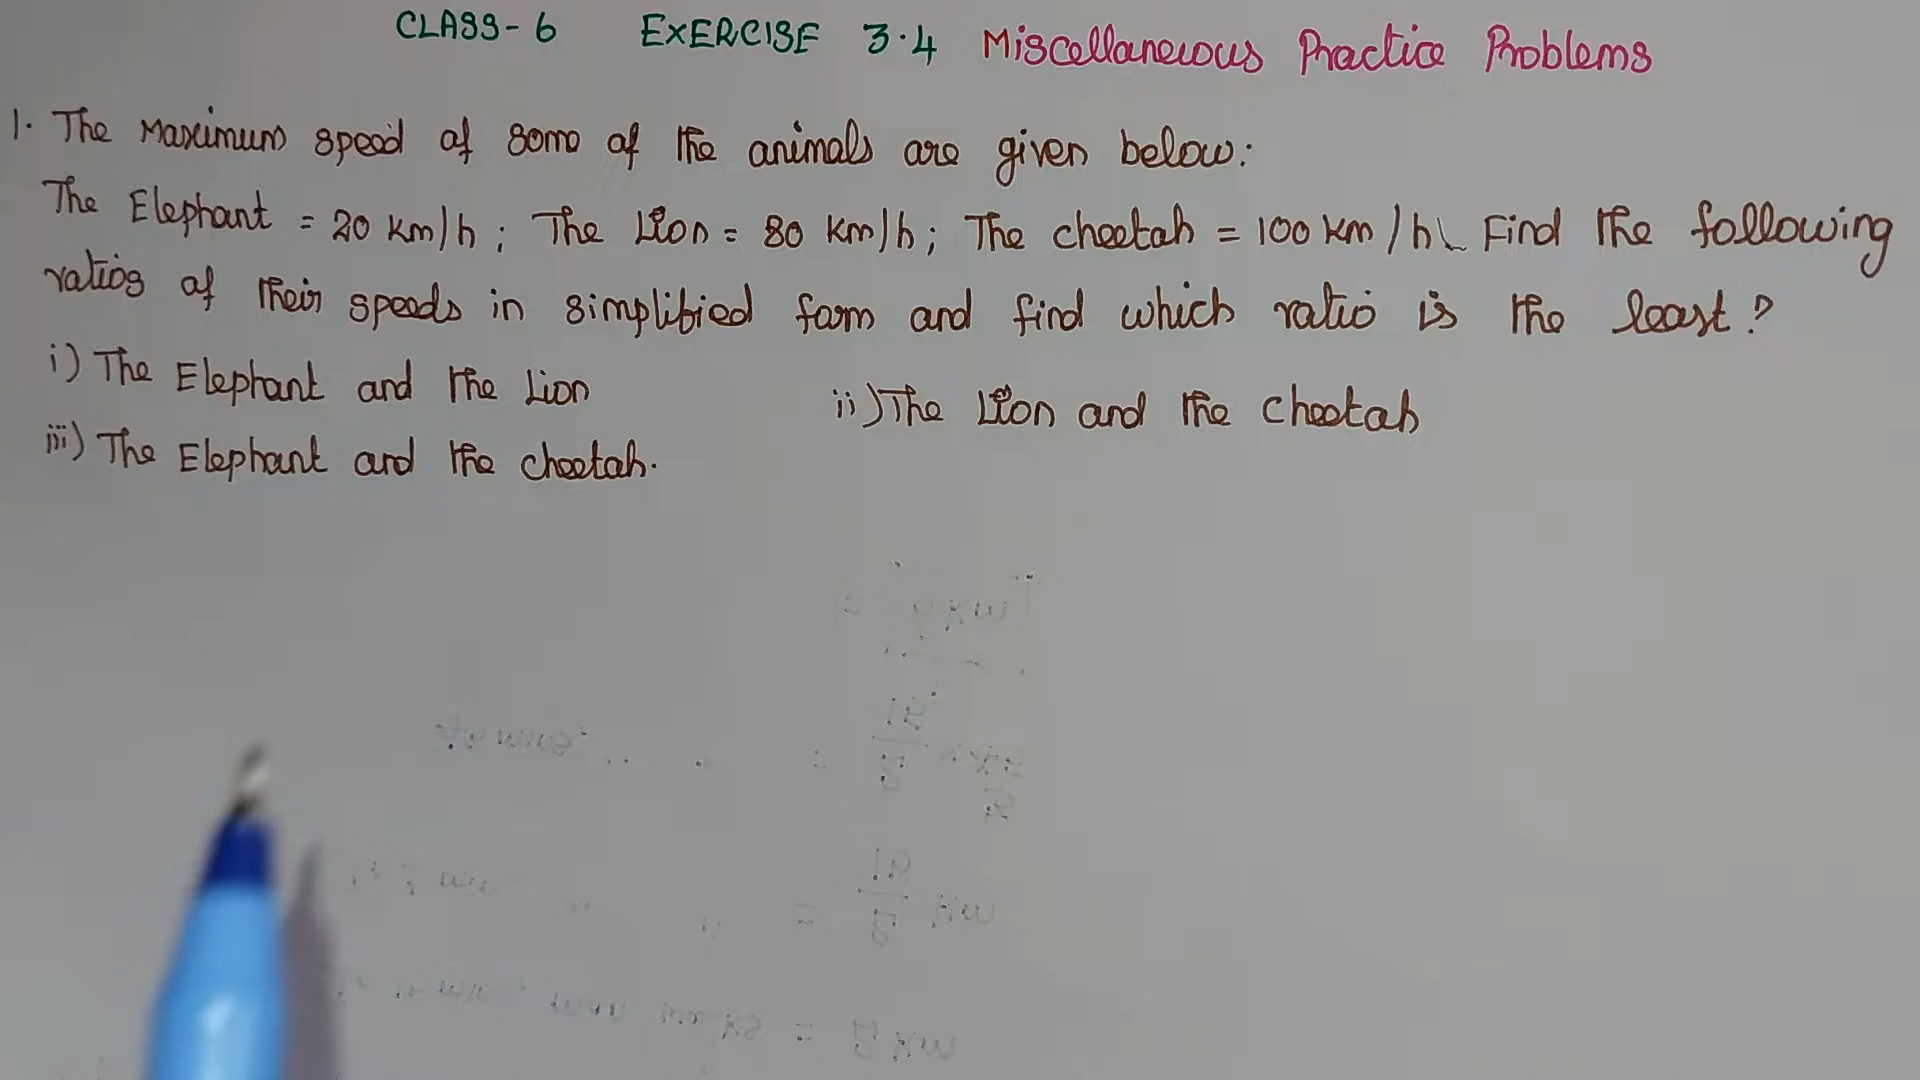 CLASS-6 EXERCISE 3.4 Miscellaneous Practice Problems
1. The Maximum speed of some of the animals are given below:
The Elephant = 20 km/h; The Lion = 80 km/h; The cheetah = 100 km/h. Find the following
ratios of their speeds in simplified form and find which ratio is the least?
i) The Elephant and the Lion ii) The Lion and the cheetah
iii) The Elephant and the cheetah.